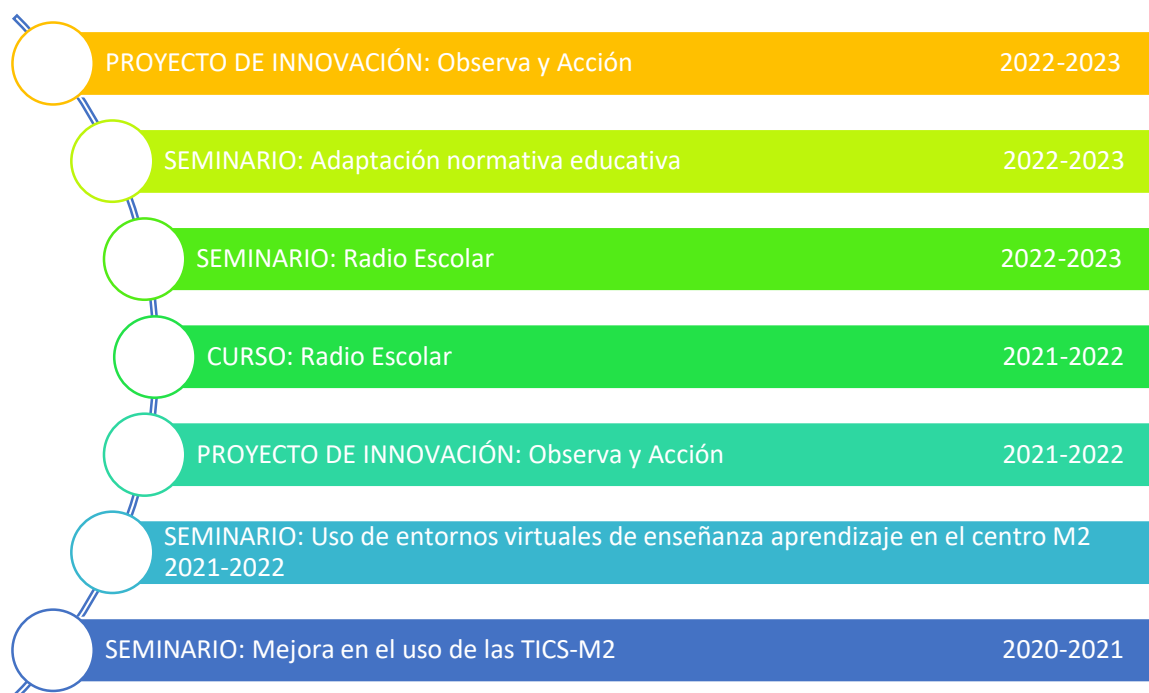 PROYECTO DE INNOVACIÓN: Observa y Acción 2022-2023
SEMINARIO: Adaptación normativa educativa 2022-2023
SEMINARIO: Radio Escolar 2022-2023
CURSO: Radio Escolar 2021-2022
PROYECTO DE INNOVACIÓN: Observa y Acción 2021-2022
SEMINARIO: Uso de entornos virtuales de enseñanza aprendizaje en el centro M2
2021-2022
SEMINARIO: Mejora en el uso de las TICS-M2 2020-2021